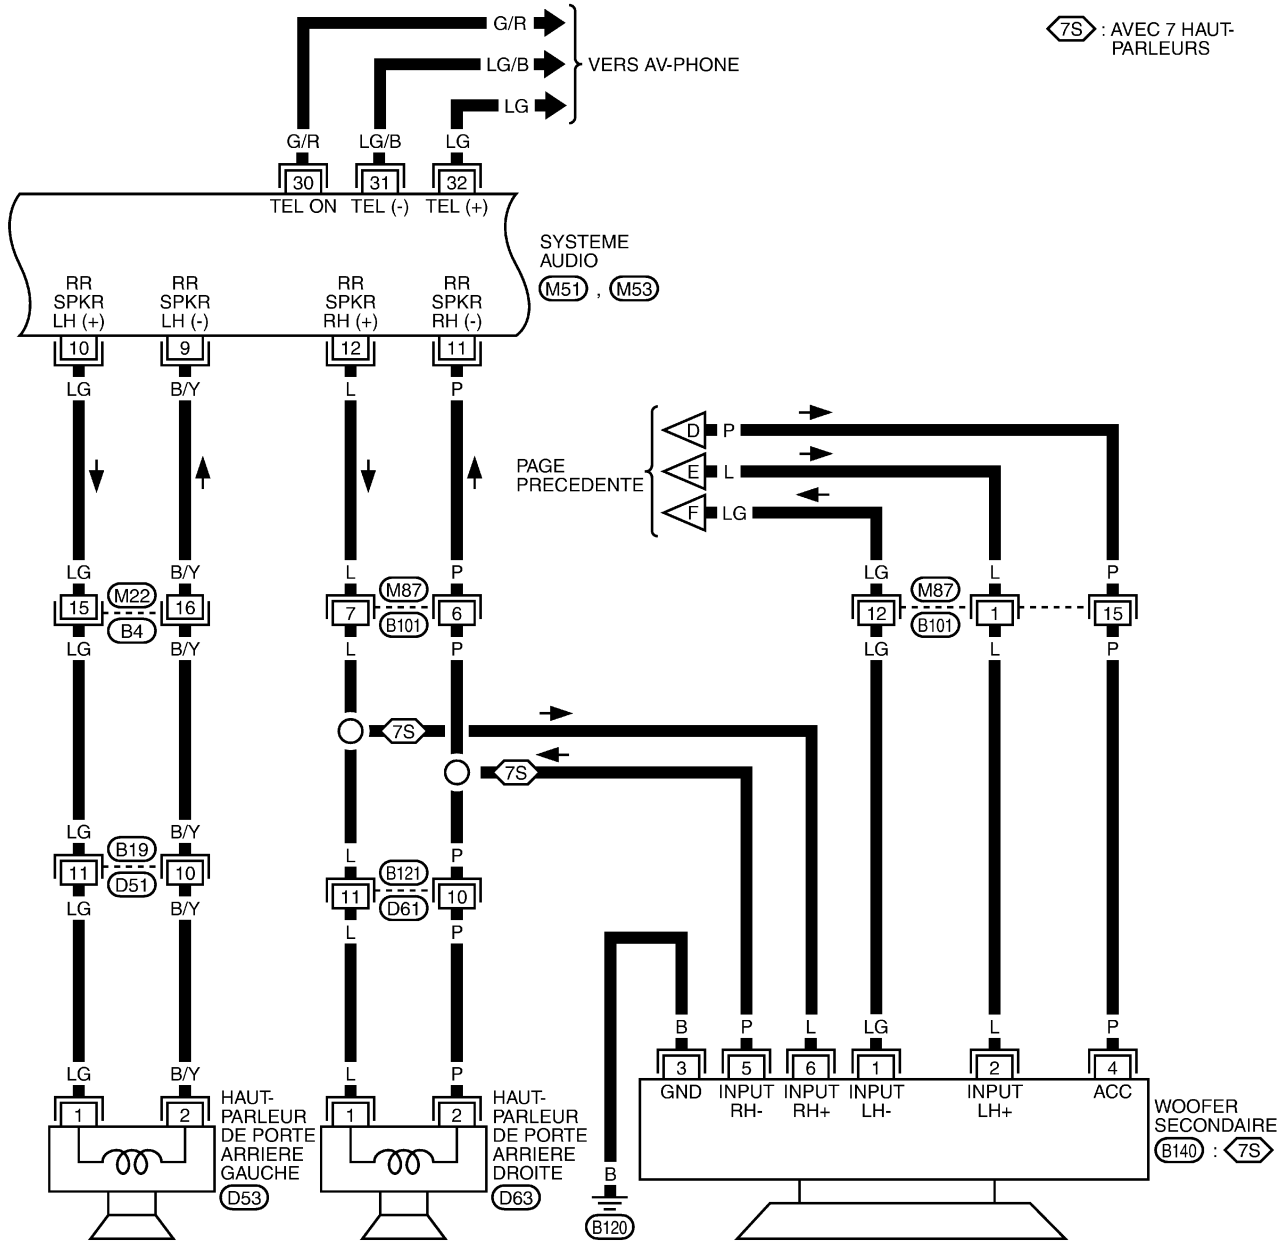 G/R
7S : AVEC 7 HAUT-
PARLEURS
LG/B
VERS AV-PHONE
LG
G/R LG/B LG
30 31 32
TEL ON TEL (-) TEL (+)
SYSTEME
AUDIO
M51 , M53
RR RR RR RR
SPKR SPKR SPKR SPKR
LH (+) LH (-) RH (+) RH (-)
10 9 12 11
LG B/Y L P
D P
PAGE
PRECEDENTE
E L
F LG
LG B/Y L P LG L P
M22 M87 M87
15 16 7 6 12 1 15
B4 B101 B101
LG B/Y L P LG L P
7S
7S
LG B/Y L P
B19 B121
11 10 11 10
D51 D61
LG B/Y L P
B P L LG L P
3 5 6 1 2 4
GND INPUT INPUT INPUT INPUT ACC
RH- RH+ LH- LH+
LG B/Y L P
1 2 1 2
HAUT-
PARLEUR
DE PORTE
ARRIERE
GAUCHE
D53
HAUT-
PARLEUR
DE PORTE
ARRIERE
DROITE
D63
WOOFER
SECONDAIRE
B140 : 7S
B
B120